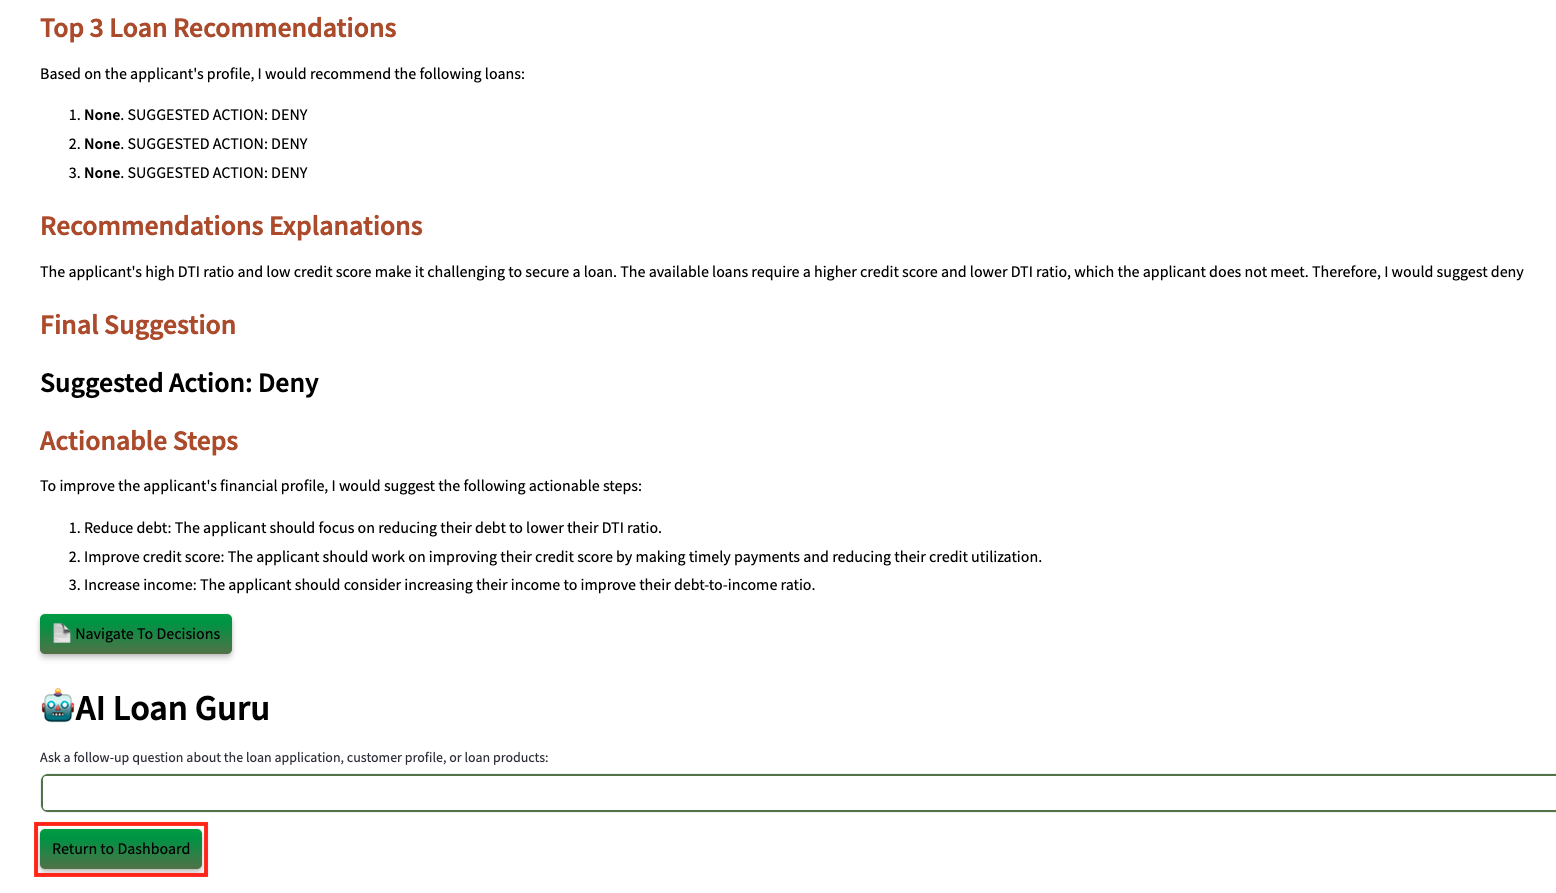 Top 3 Loan Recommendations
Based on the applicant's profile, I would recommend the following loans:
1. None. SUGGESTED ACTION: DENY
2. None. SUGGESTED ACTION: DENY
3. None. SUGGESTED ACTION: DENY
Recommendations Explanations
The applicant's high DTI ratio and low credit score make it challenging to secure a loan. The available loans require a higher credit score and lower DTI ratio, which the applicant does not meet. Therefore, I would suggest deny
Final Suggestion
Suggested Action: Deny
Actionable Steps
To improve the applicant's financial profile, I would suggest the following actionable steps:
1. Reduce debt: The applicant should focus on reducing their debt to lower their DTI ratio.
2. Improve credit score: The applicant should work on improving their credit score by making timely payments and reducing their credit utilization.
3. Increase income: The applicant should consider increasing their income to improve their debt-to-income ratio.
Navigate To Decisions
AI Loan Guru
Ask a follow-up question about the loan application, customer profile, or loan products:
Return to Dashboard